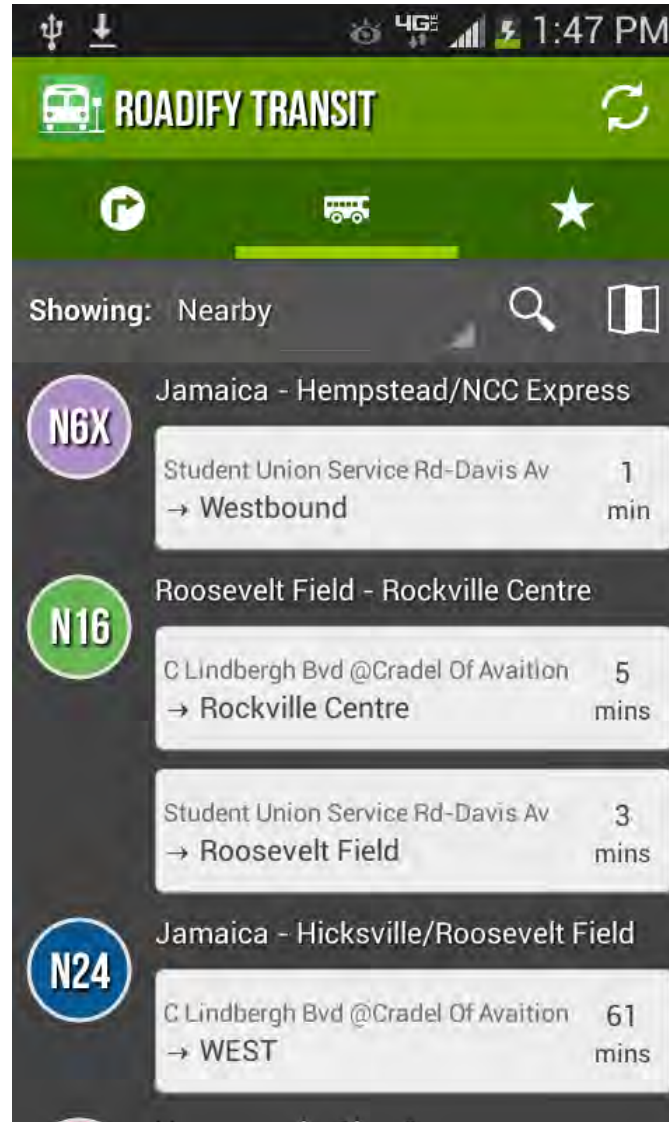 4G LTE 1:47 PM
ROADIFY TRANSIT
Showing: Nearby
N6X
Jamaica - Hempstead/NCC Express
Student Union Service Rd-Davis Av 1
→ Westbound min
N16
Roosevelt Field - Rockville Centre
C Lindbergh Bvd @Cradel Of Avaition 5
→ Rockville Centre mins
Student Union Service Rd-Davis Av 3
→ Roosevelt Field mins
N24
Jamaica - Hicksville/Roosevelt Field
C Lindbergh Bvd @Cradel Of Avaition 61
→ WEST mins